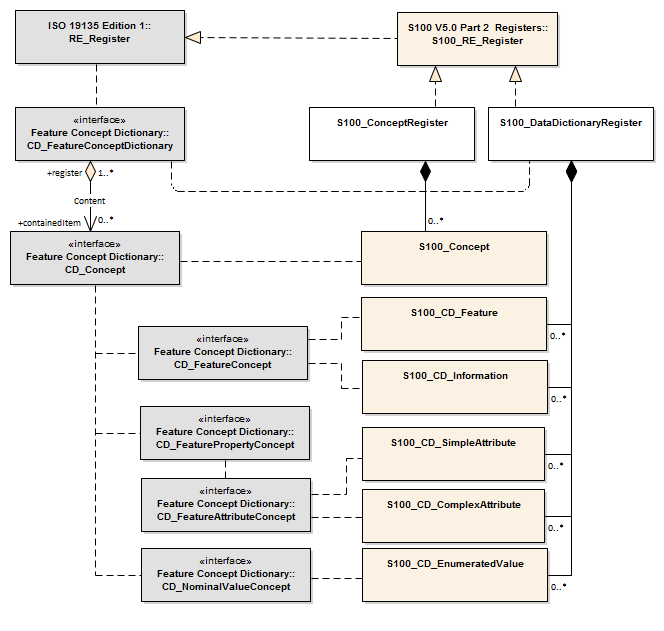 ISO 19135 Edition 1::
RE_Register
S100 V5.0 Part 2  Registers::
S100_RE_Register
«interface»
Feature Concept Dictionary::
CD_FeatureConceptDictionary
S100_ConceptRegister
S100_DataDictionaryRegister
+register
1..*
Content
+containedItem
0..*
0..*
«interface»
Feature Concept Dictionary::
CD_Concept
S100_Concept
S100_CD_Feature
0..*
«interface»
Feature Concept Dictionary::
CD_FeatureConcept
S100_CD_Information
0..*
«interface»
Feature Concept Dictionary::
CD_FeaturePropertyConcept
S100_CD_SimpleAttribute
0..*
«interface»
Feature Concept Dictionary::
CD_FeatureAttributeConcept
S100_CD_ComplexAttribute
0..*
«interface»
Feature Concept Dictionary::
CD_NominalValueConcept
S100_CD_EnumeratedValue
0..*